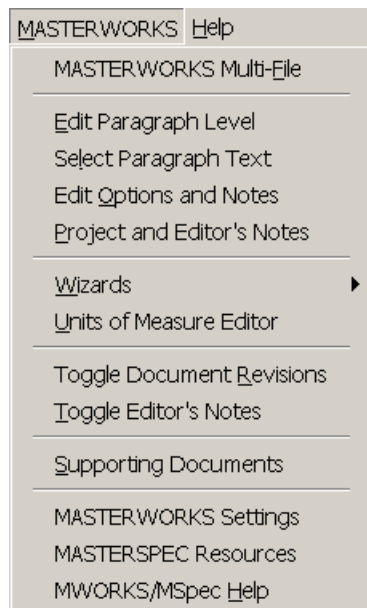 MASTERWORKS Help
MASTERWORKS Multi-File
Edit Paragraph Level
Select Paragraph Text
Edit Options and Notes
Project and Editor's Notes
Wizards
Units of Measure Editor
Toggle Document Revisions
Toggle Editor's Notes
Supporting Documents
MASTERWORKS Settings
MASTERSPEC Resources
MWORKS/MSpec Help